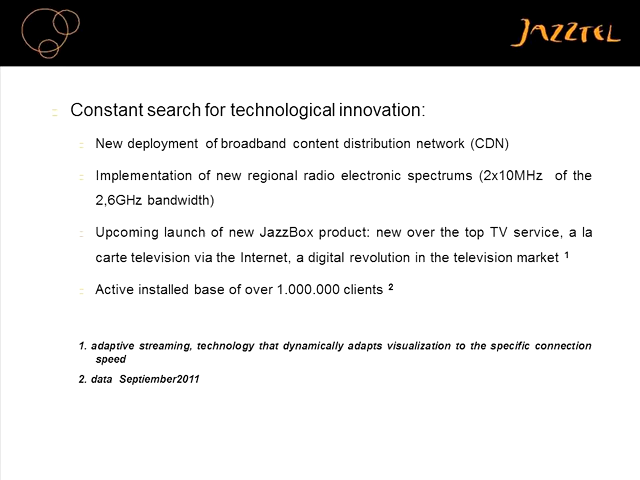 JAZZTEL
Constant search for technological innovation:
New deployment of broadband content distribution network (CDN)
Implementation of new regional radio electronic spectrums (2x10MHz of the
2,6GHz bandwidth)
Upcoming launch of new JazzBox product: new over the top TV service, a la
carte television via the Internet, a digital revolution in the television market ¹
Active installed base of over 1.000.000 clients ²
1. adaptive streaming, technology that dynamically adapts visualization to the specific connection
speed
2. data Septiember2011